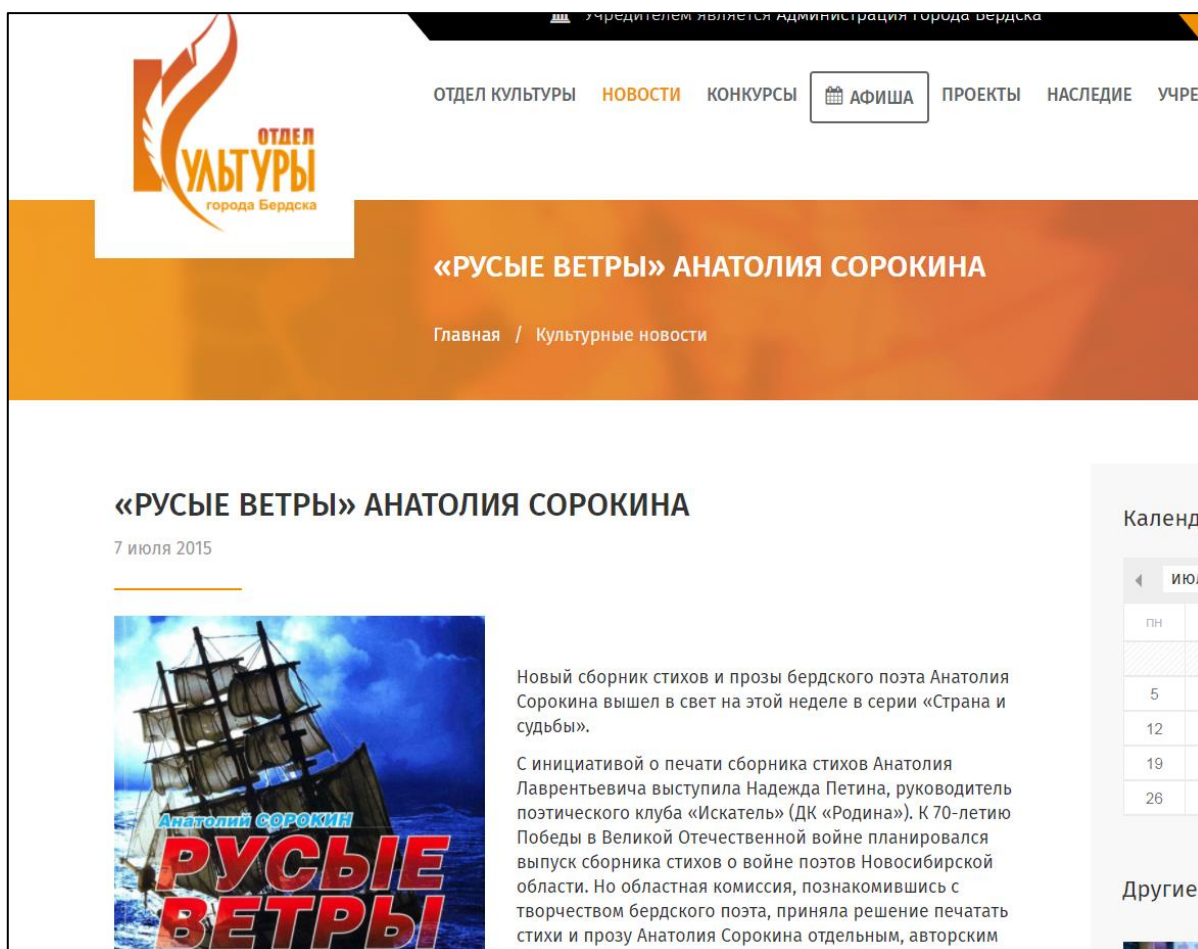 Учредителем является Администрация города Бердска
ОТДЕЛ
КУЛЬТУРЫ
города Бердска
ОТДЕЛ КУЛЬТУРЫ НОВОСТИ КОНКУРСЫ АФИША ПРОЕКТЫ НАСЛЕДИЕ УЧРЕ
«РУСЫЕ ВЕТРЫ» АНАТОЛИЯ СОРОКИНА
Главная / Культурные новости
«РУСЫЕ ВЕТРЫ» АНАТОЛИЯ СОРОКИНА
7 июля 2015
Анатолий СОРОКИН
РУСЫЕ
ВЕТРЫ
Новый сборник стихов и прозы бердского поэта Анатолия
Сорокина вышел в свет на этой неделе в серии «Страна и
судьбы».
С инициативой о печати сборника стихов Анатолия
Лаврентьевича выступила Надежда Петина, руководитель
поэтического клуба «Искатель» (ДК «Родина»). К 70-летию
Победы в Великой Отечественной войне планировался
выпуск сборника стихов о войне поэтов Новосибирской
области. Но областная комиссия, познакомившись с
творчеством бердского поэта, приняла решение печатать
стихи и прозу Анатолия Сорокина отдельным, авторским
Календ
ИЮЛ
ПН
5
12
19
26
Другие